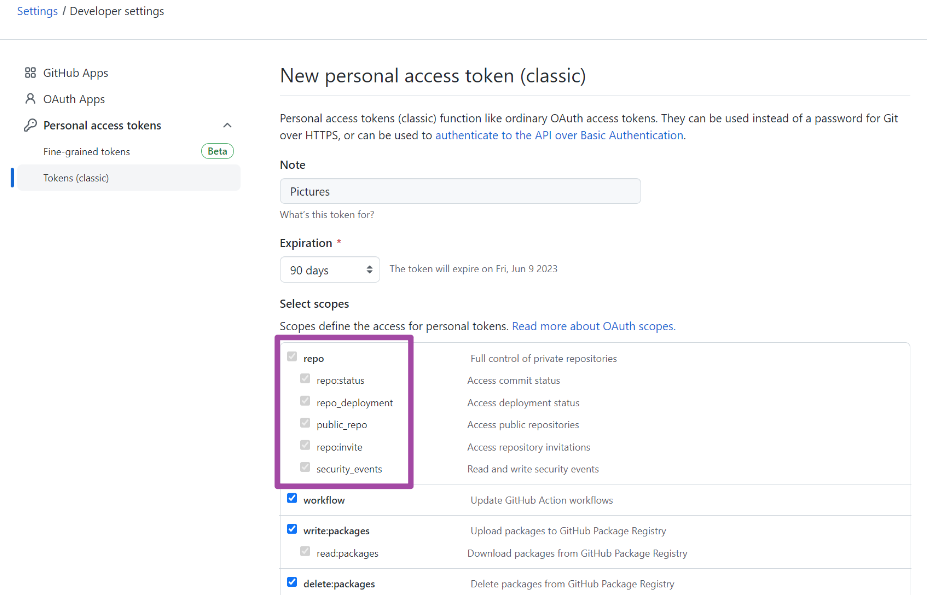 Settings / Developer settings
GitHub Apps
OAuth Apps
Personal access tokens
Fine-grained tokens Beta
Tokens (classic)
New personal access token (classic)
Personal access tokens (classic) function like ordinary OAuth access tokens. They can be used instead of a password for Git
over HTTPS, or can be used to authenticate to the API over Basic Authentication.
Note
Pictures
What's this token for?
Expiration *
90 days The token will expire on Fri, Jun 9 2023
Select scopes
Scopes define the access for personal tokens. Read more about OAuth scopes.
repo Full control of private repositories
repo:status Access commit status
repo_deployment Access deployment status
public_repo Access public repositories
repo:invite Access repository invitations
security_events Read and write security events
workflow Update GitHub Action workflows
write:packages Upload packages to GitHub Package Registry
read:packages Download packages from GitHub Package Registry
delete:packages Delete packages from GitHub Package Registry